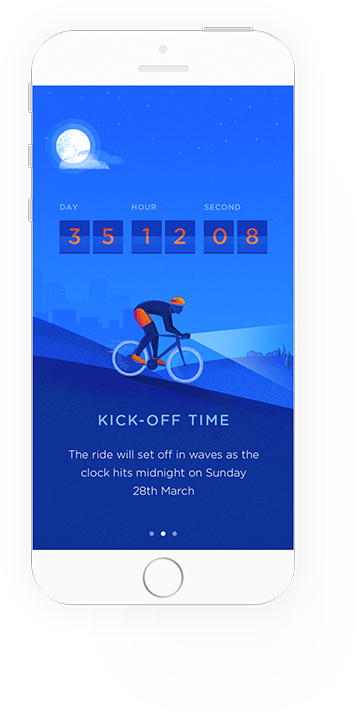 DAY HOUR SECOND
3 5 1 2 0 8
KICK-OFF TIME
The ride will set off in waves as the
clock hits midnight on Sunday
28th March